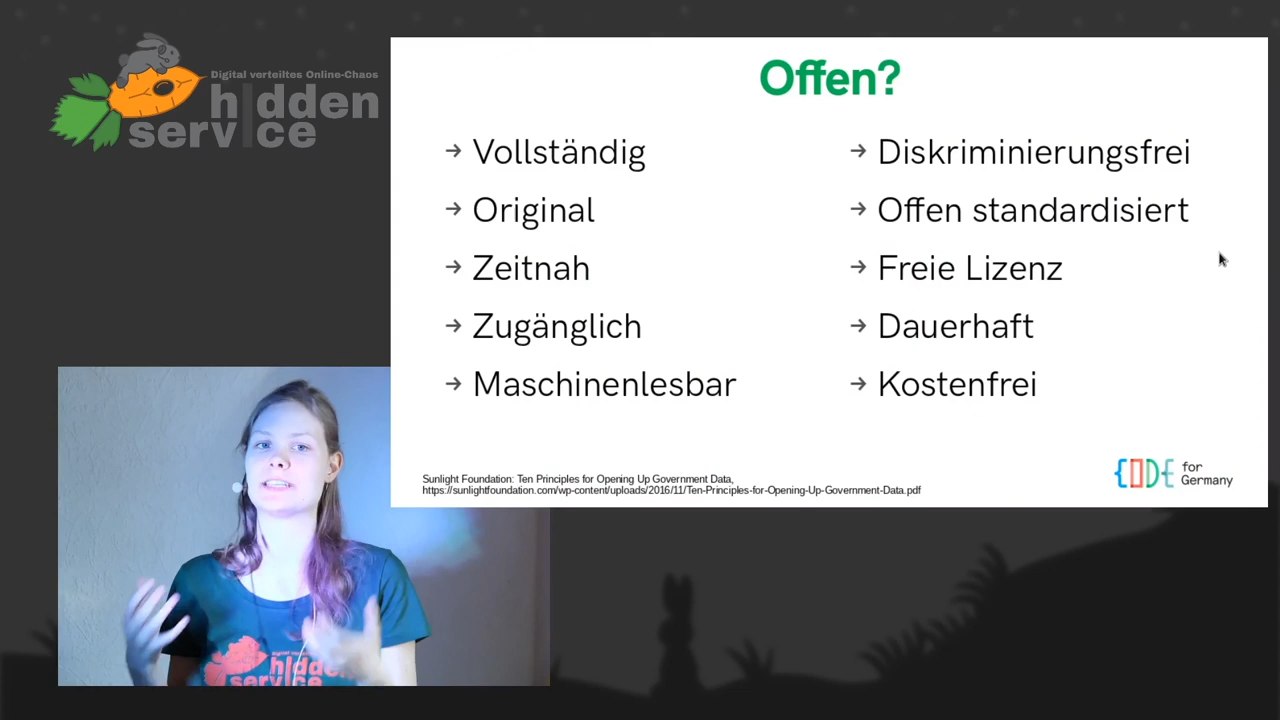 Digital verteiltes Online-Chaos
hidden
service
Offen?
→ Vollständig
→ Original
→ Zeitnah
→ Zugänglich
→ Maschinenlesbar
→ Diskriminierungsfrei
→ Offen standardisiert
→ Freie Lizenz
→ Dauerhaft
→ Kostenfrei
Sunlight Foundation: Ten Principles for Opening Up Government Data,
https://sunlightfoundation.com/wp-content/uploads/2016/11/Ten-Principles-for-Opening-Up-Government-Data.pdf
CODE for
Germany
hidde
service